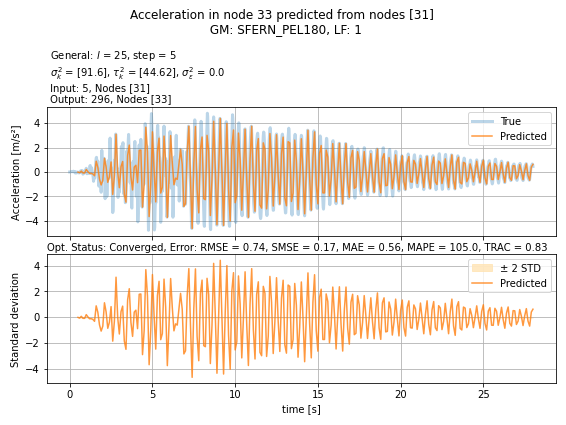 Acceleration in node 33 predicted from nodes [31]
GM: SFERN_PEL180, LF: 1
General: l = 25, step = 5
σ²ₖ = [91.6], τ²ₖ = [44.62], σ²ε = 0.0
Input: 5, Nodes [31]
Output: 296, Nodes [33]
Acceleration [m/s²]
4
2
0
−2
−4
True
Predicted
Opt. Status: Converged, Error: RMSE = 0.74, SMSE = 0.17, MAE = 0.56, MAPE = 105.0, TRAC = 0.83
Standard deviation
4
2
0
−2
−4
± 2 STD
Predicted
0 5 10 15 20 25
time [s]